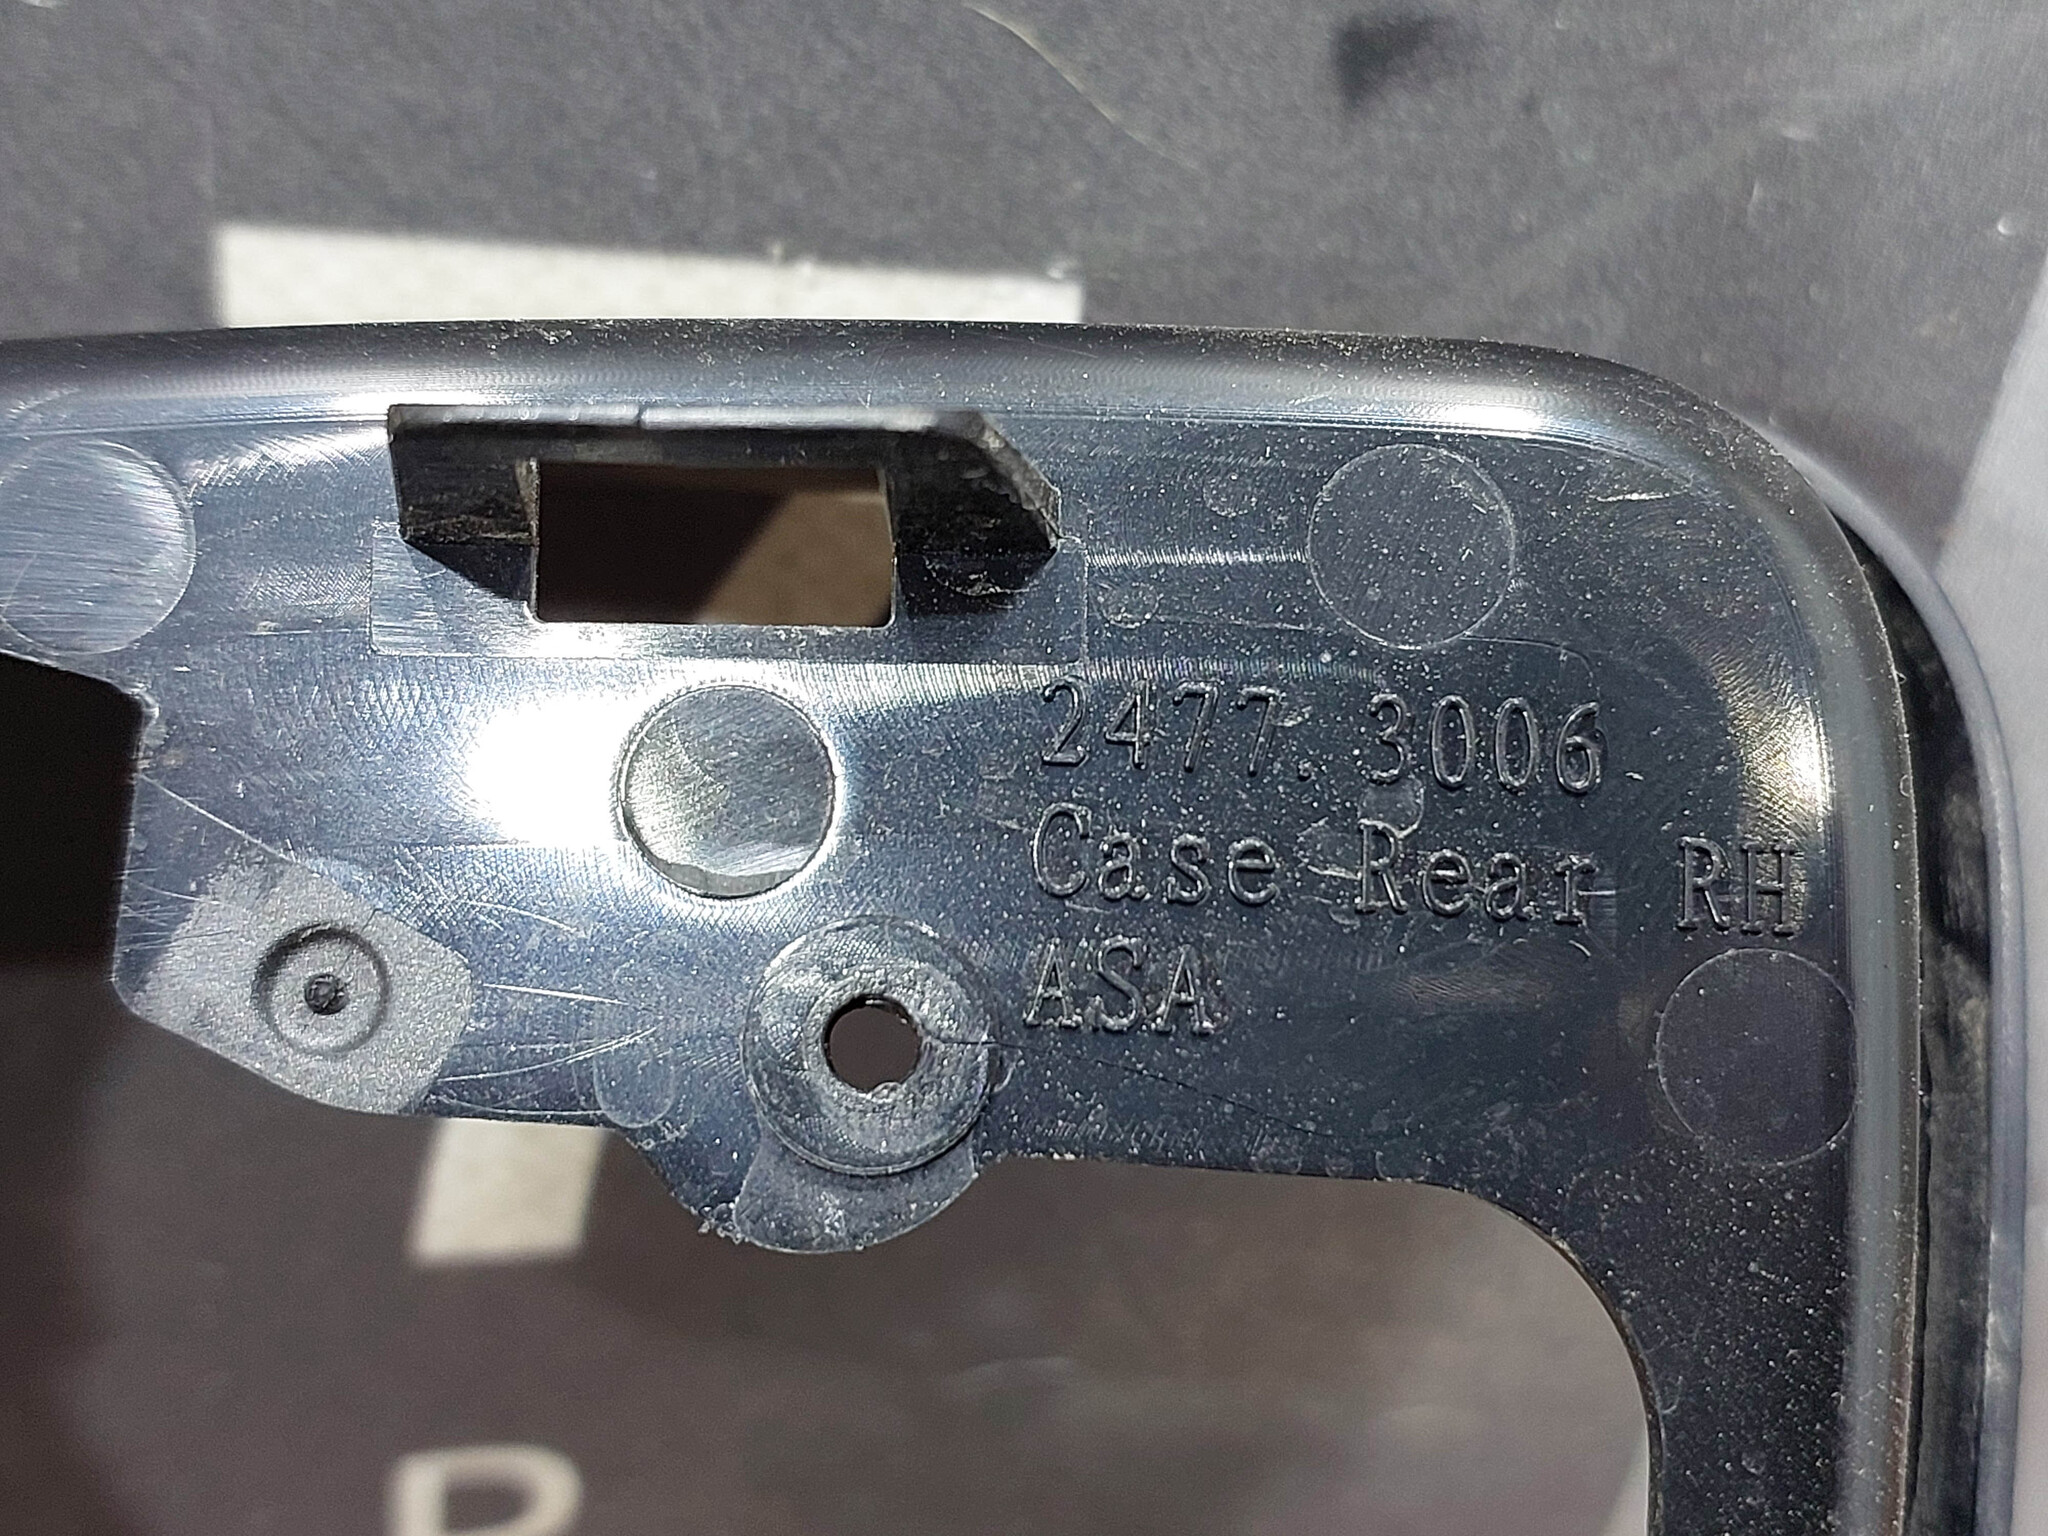 2477.3006
Case Rear RH
ASA